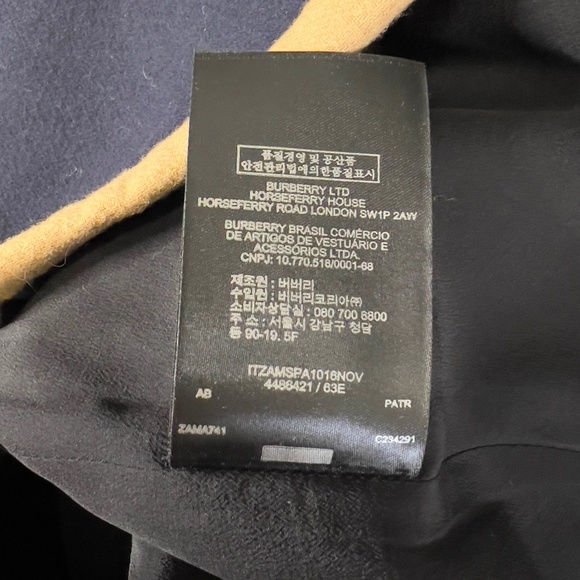 품질경영 및 공산품
안전관리법에의한품질표시
BURBERRY LTD
HORSEFERRY HOUSE
HORSEFERRY ROAD LONDON SW1P 2AW
BURBERRY BRASIL COMÉRCIO
DE ARTIGOS DE VESTUÁRIO E
ACESSÓRIOS LTDA.
CNPJ: 10.770.518/0001-68
제조원 : 버버리
수입원 : 버버리코리아㈜
소비자상담실 : 080 700 8800
주 소 : 서울시 강남구 청담
동 90-19. 5F
ITZAMSPA1016NOV
4486421 / 63E
AB
PATR
ZAMA741
C234291